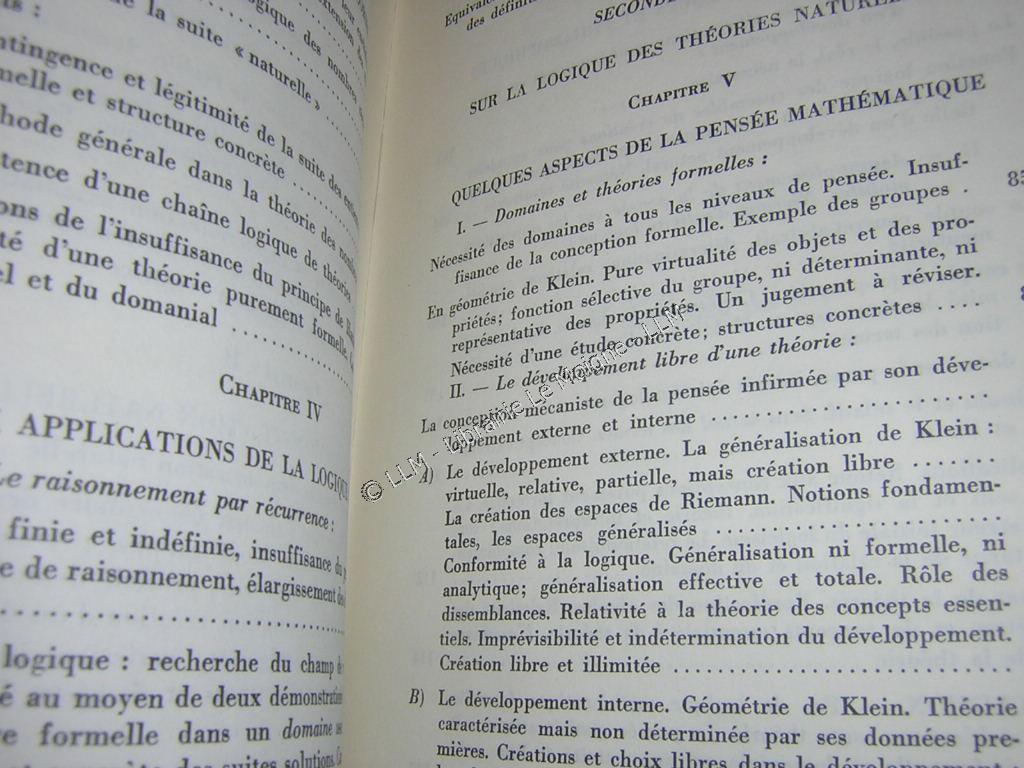 la suite « naturelle »
ntingence et légitimité de la suite des
melle et structure concrète ........
hode générale dans la théorie des
tence d'une chaîne logique de théories
ons de l'insuffisance du principe de
té d'une théorie purement formelle.
el et du domanial ............
CHAPITRE IV
APPLICATIONS DE LA LOGIQUE
Le raisonnement par récurrence :
finie et indéfinie, insuffisance du
e de raisonnement, élargissement
logique : recherche du champ de
é au moyen de deux démonstrations
re formelle dans un domaine
des suites solutions.
des définitions
SECONDE
SUR LA LOGIQUE DES THÉORIES NATURELLES
CHAPITRE V
QUELQUES ASPECTS DE LA PENSÉE MATHÉMATIQUE
I. — Domaines et théories formelles :
Nécessité des domaines à tous les niveaux de pensée. Insuf-
fisance de la conception formelle. Exemple des groupes .
En géométrie de Klein. Pure virtualité des objets et des pro-
priétés; fonction sélective du groupe, ni déterminante, ni
représentative des propriétés. Un jugement à réviser.
Nécessité d'une étude concrète; structures concrètes ....
II. — Le développement libre d'une théorie :
La conception mécaniste de la pensée infirmée par son déve-
loppement externe et interne ......................
A) Le développement externe. La généralisation de Klein :
virtuelle, relative, partielle, mais création libre .......
La création des espaces de Riemann. Notions fondamen-
tales, les espaces généralisés ......................
Conformité à la logique. Généralisation ni formelle, ni
analytique; généralisation effective et totale. Rôle des
dissemblances. Relativité à la théorie des concepts essen-
tiels. Imprévisibilité et indétermination du développement.
Création libre et illimitée ..........................
B) Le développement interne. Géométrie de Klein. Théorie
caractérisée mais non déterminée par ses données pre-
mières. Créations et choix libres dans le développement :
© LLM - Librairie Le Moigne - LLM